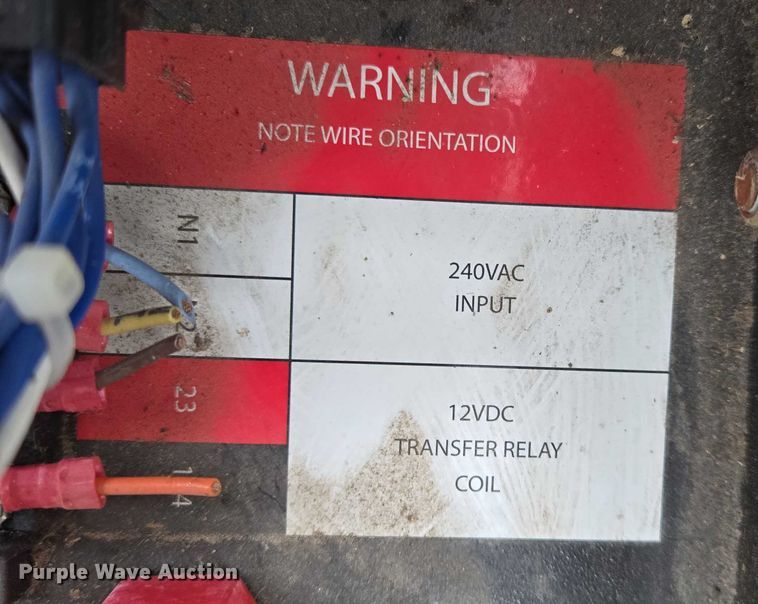 WARNING
NOTE WIRE ORIENTATION
N1
240VAC
INPUT
23
12VDC
TRANSFER RELAY
COIL
Purple Wave Auction